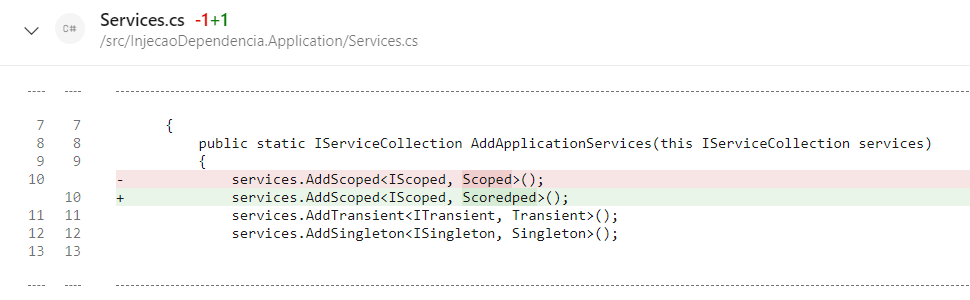 Services.cs -1+1
C#
/src/InjecaoDependencia.Application/Services.cs
7 7 {
8 8 public static IServiceCollection AddApplicationServices(this IServiceCollection services)
9 9 {
10 - services.AddScoped<IScoped, Scoped>();
10 + services.AddScoped<IScoped, Scoredped>();
11 11 services.AddTransient<ITransient, Transient>();
12 12 services.AddSingleton<ISingleton, Singleton>();
13 13